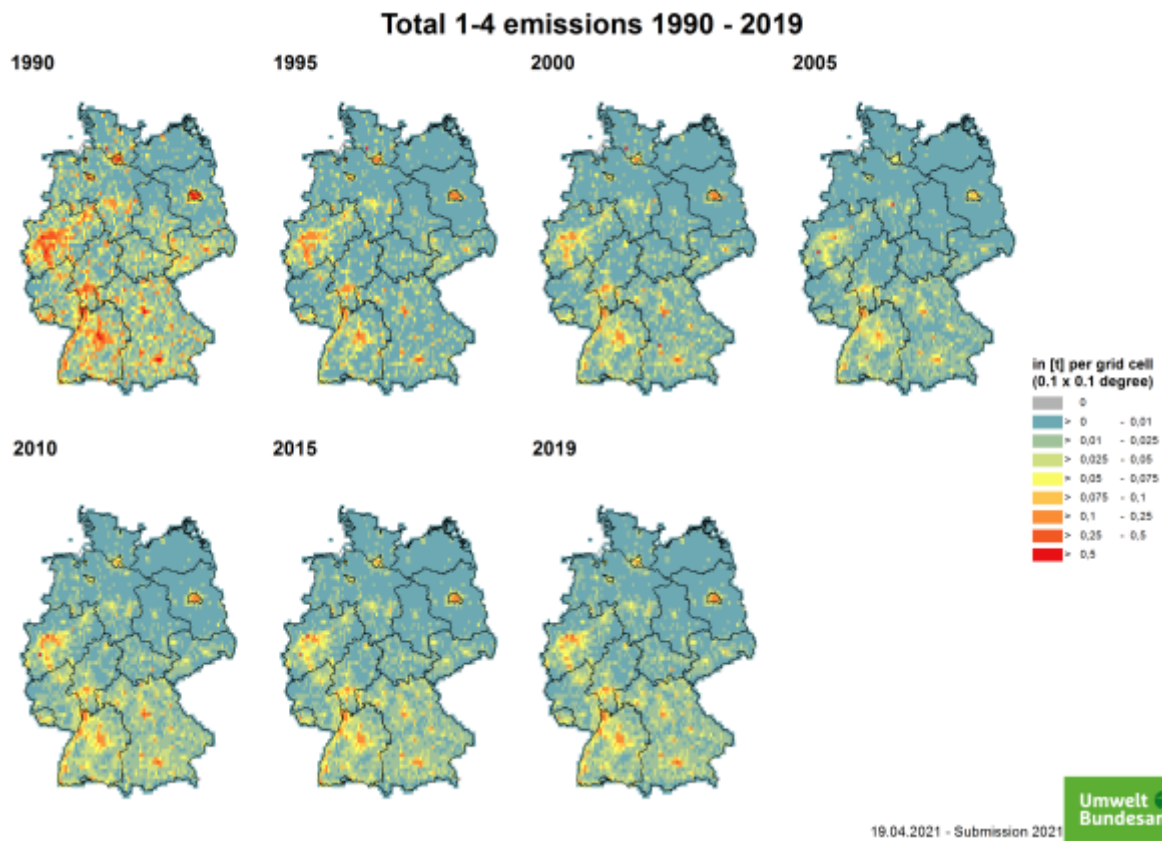 Total 1-4 emissions 1990 - 2019
1990
1995
2000
2005
in [t] per grid cell
(0.1 x 0.1 degree)
0
> 0 - 0,01
> 0,01 - 0,025
> 0,025 - 0,05
> 0,05 - 0,075
> 0,075 - 0,1
> 0,1 - 0,25
> 0,25 - 0,5
> 0,5
2010
2015
2019
Umwelt
Bundesar
19.04.2021 - Submission 2021